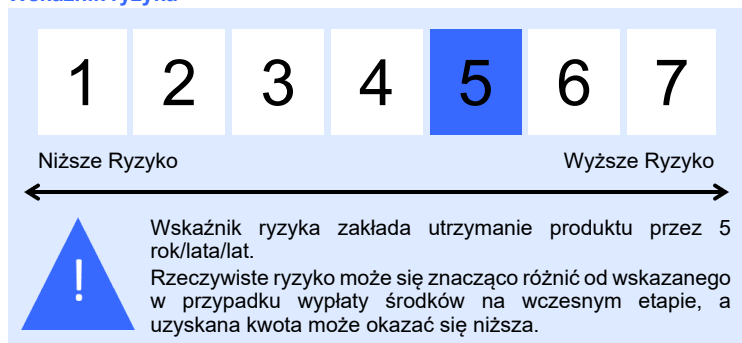 Wskaźnik ryzyka
1 2 3 4 5 6 7
Niższe Ryzyko Wyższe Ryzyko
!
Wskaźnik ryzyka zakłada utrzymanie produktu przez 5
rok/lata/lat.
Rzeczywiste ryzyko może się znacząco różnić od wskazanego
w przypadku wypłaty środków na wczesnym etapie, a
uzyskana kwota może okazać się niższa.